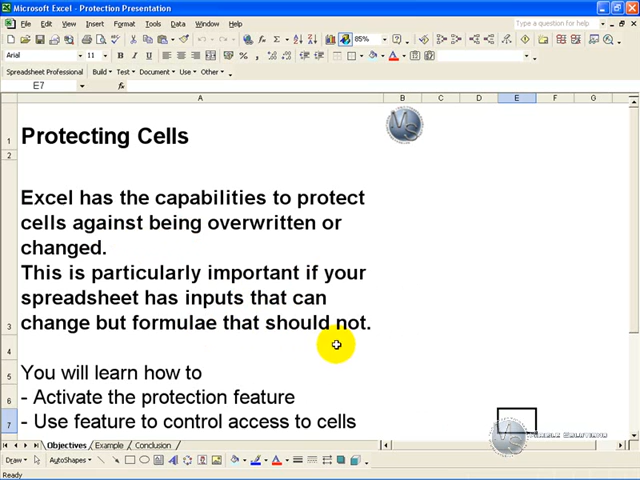 Microsoft Excel - Protection Presentation
File Edit View Insert Format Tools Data Window Help
Type a question for help
Arial 11
85%
Spreadsheet Professional Build Test Document Use Other
E7 fx
A B C D E F G
1 Protecting Cells
2
Excel has the capabilities to protect
cells against being overwritten or
changed.
This is particularly important if your
spreadsheet has inputs that can
3 change but formulae that should not.
4
5 You will learn how to
6 - Activate the protection feature
7 - Use feature to control access to cells
Objectives Example Conclusion
Draw AutoShapes
Ready